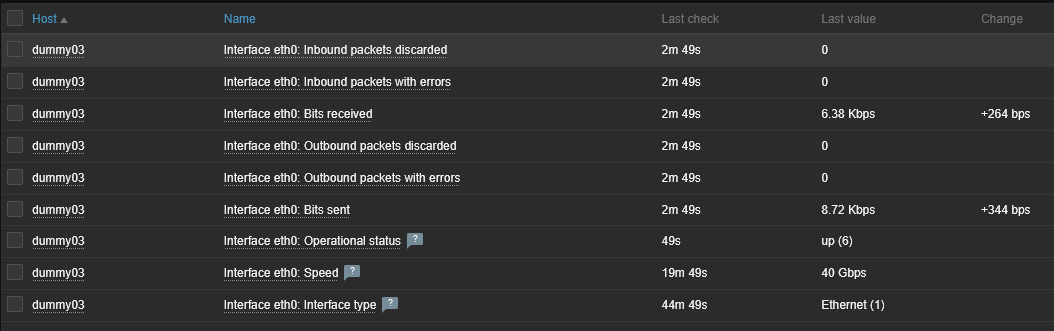 Host Name Last check Last value Change
dummy03 Interface eth0: Inbound packets discarded 2m 49s 0
dummy03 Interface eth0: Inbound packets with errors 2m 49s 0
dummy03 Interface eth0: Bits received 2m 49s 6.38 Kbps +264 bps
dummy03 Interface eth0: Outbound packets discarded 2m 49s 0
dummy03 Interface eth0: Outbound packets with errors 2m 49s 0
dummy03 Interface eth0: Bits sent 2m 49s 8.72 Kbps +344 bps
dummy03 Interface eth0: Operational status ? 49s up (6)
dummy03 Interface eth0: Speed ? 19m 49s 40 Gbps
dummy03 Interface eth0: Interface type ? 44m 49s Ethernet (1)